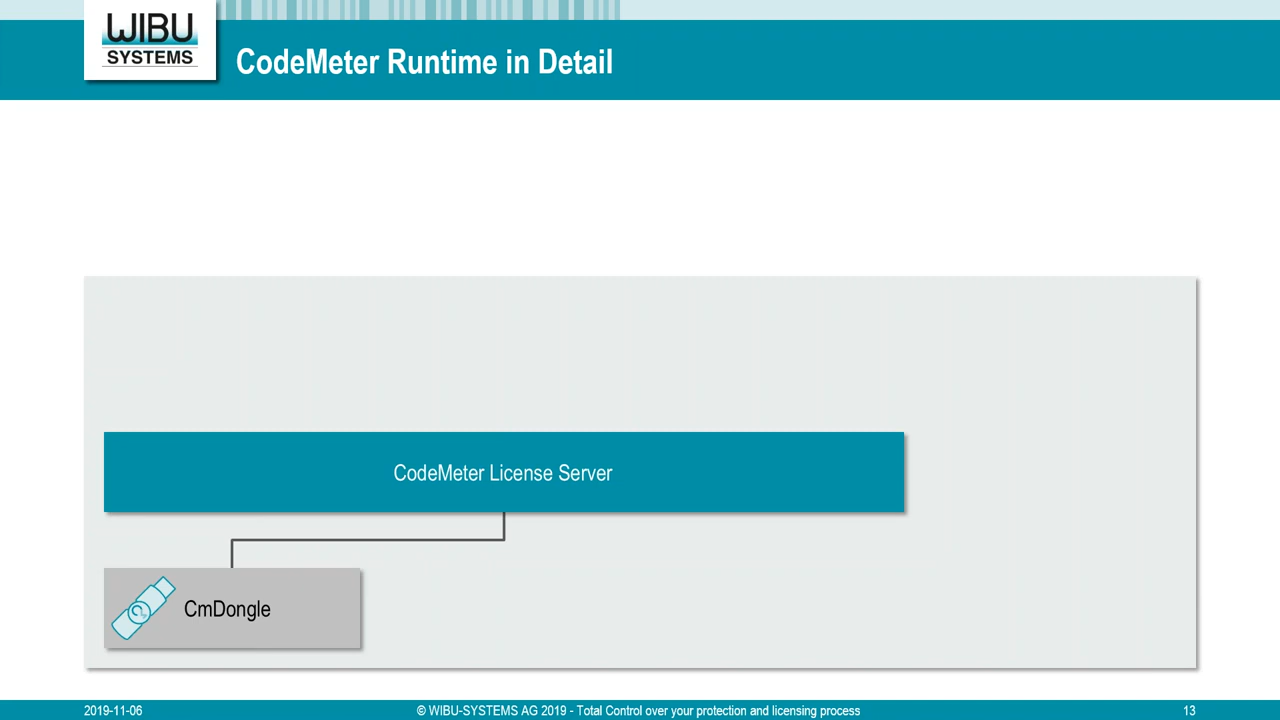 WIBU
SYSTEMS
CodeMeter Runtime in Detail
CodeMeter License Server
CmDongle
2019-11-06
© WIBU-SYSTEMS AG 2019 - Total Control over your protection and licensing process
13